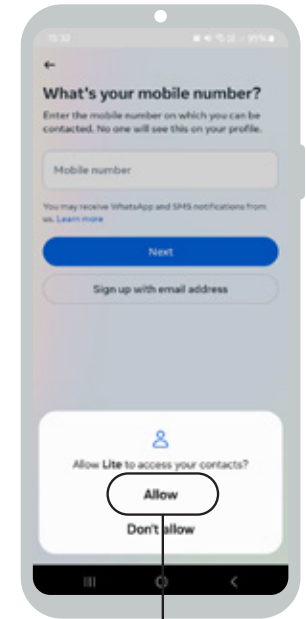 15:32
What's your mobile number?
Enter the mobile number on which you can be
contacted. No one will see this on your profile.
Mobile number
You may receive WhatsApp and SMS notifications from
us. Learn more
Next
Sign up with email address
Allow Lite to access your contacts?
Allow
Don't allow